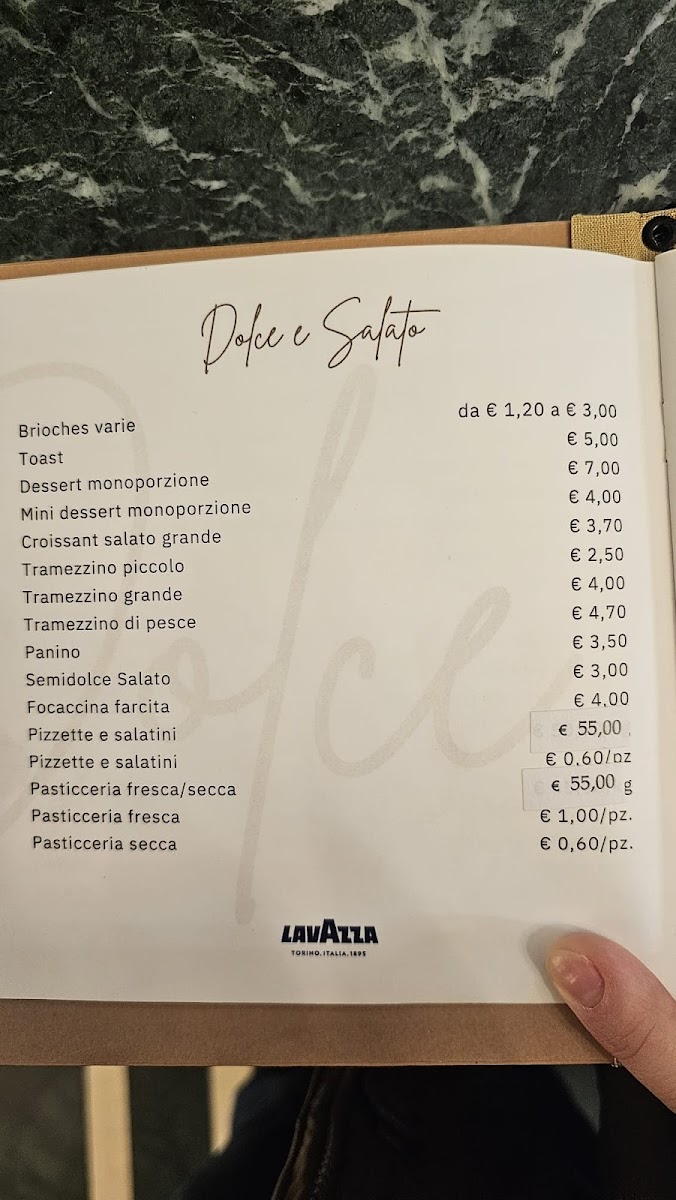 Dolce e Salato
Brioches varie da € 1,20 a € 3,00
Toast € 5,00
Dessert monoporzione € 7,00
Mini dessert monoporzione € 4,00
Croissant salato grande € 3,70
Tramezzino piccolo € 2,50
Tramezzino grande € 4,00
Tramezzino di pesce € 4,70
Panino € 3,50
Semidolce Salato € 3,00
Focaccina farcita € 4,00
Pizzette e salatini € 55,00
Pizzette e salatini € 0,60/pz
Pasticceria fresca/secca € 55,00 g
Pasticceria fresca € 1,00/pz.
Pasticceria secca € 0,60/pz.
LAVAZZA
TORINO, ITALIA, 1895